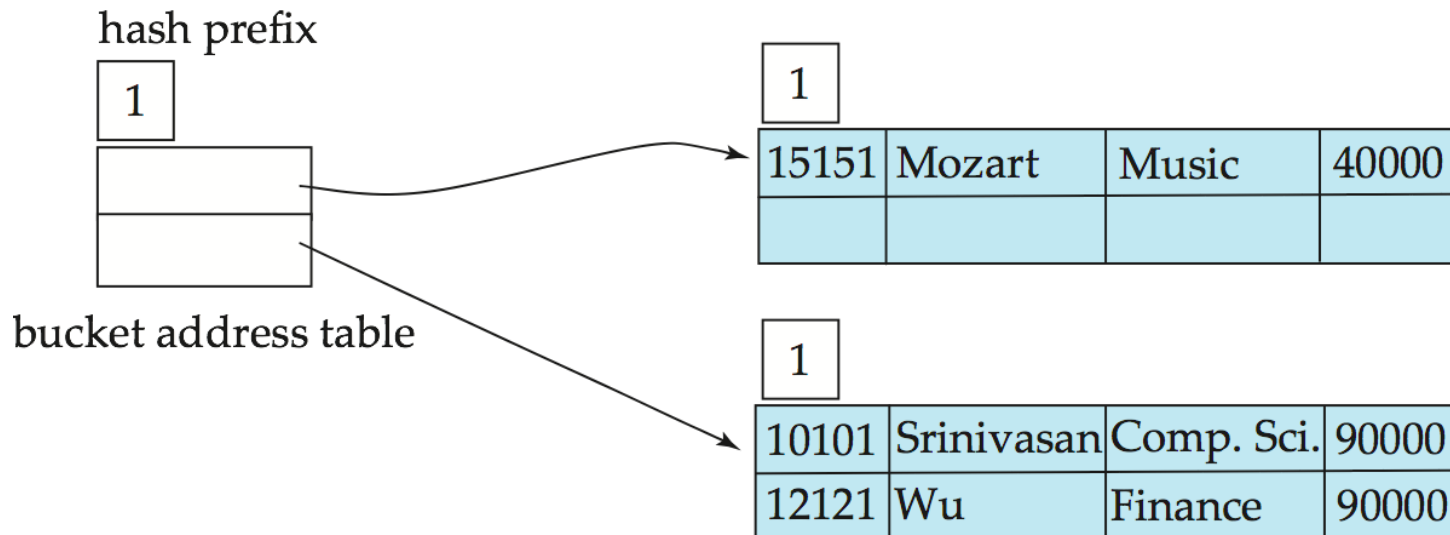 hash prefix
1
bucket address table
1
15151 Mozart Music 40000
1
10101 Srinivasan Comp. Sci. 90000
12121 Wu Finance 90000